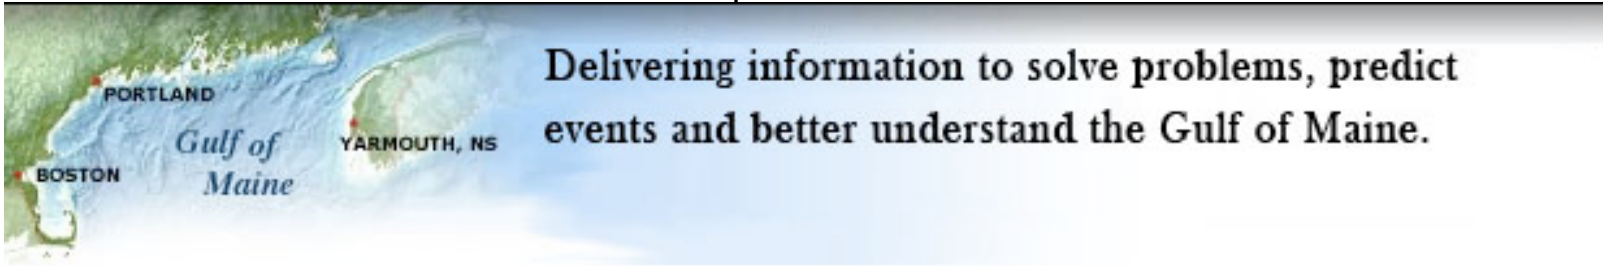 Delivering information to solve problems, predict
events and better understand the Gulf of Maine.
PORTLAND
Gulf of
Maine
YARMOUTH, NS
BOSTON